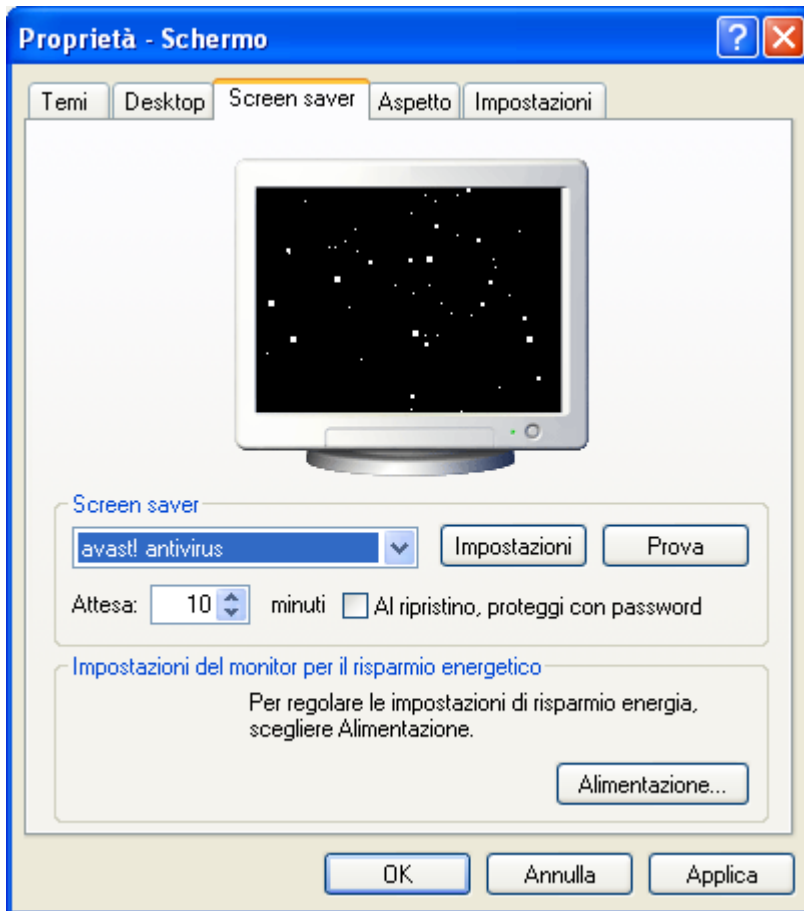 Proprietà - Schermo
Temi Desktop Screen saver Aspetto Impostazioni
Screen saver
avast! antivirus Impostazioni Prova
Attesa: 10 minuti Al ripristino, proteggi con password
Impostazioni del monitor per il risparmio energetico
Per regolare le impostazioni di risparmio energia,
scegliere Alimentazione.
Alimentazione...
OK Annulla Applica